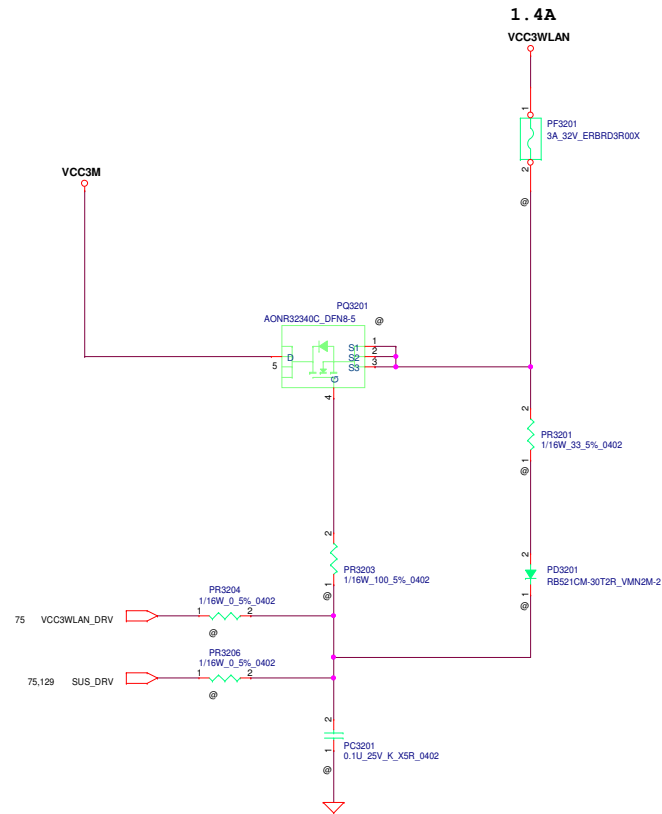 1.4A
VCC3WLAN
1
PF3201
3A_32V_ERBRD3R00X
2
@
VCC3M
PQ3201
@
AONR32340C_DFN8-5
S1 1
D S2 2
5 S3 3
G
4
2
PR3201
1/16W_33_5%_0402
1
@
2
PR3203
1/16W_100_5%_0402
1
@
2
PD3201
RB521CM-30T2R_VMN2M-2
1
@
PR3204
1/16W_0_5%_0402
75 VCC3WLAN_DRV 1 2
@
PR3206
1/16W_0_5%_0402
75,129 SUS_DRV 1 2
@
2
PC3201
0.1U_25V_K_X5R_0402
1
@